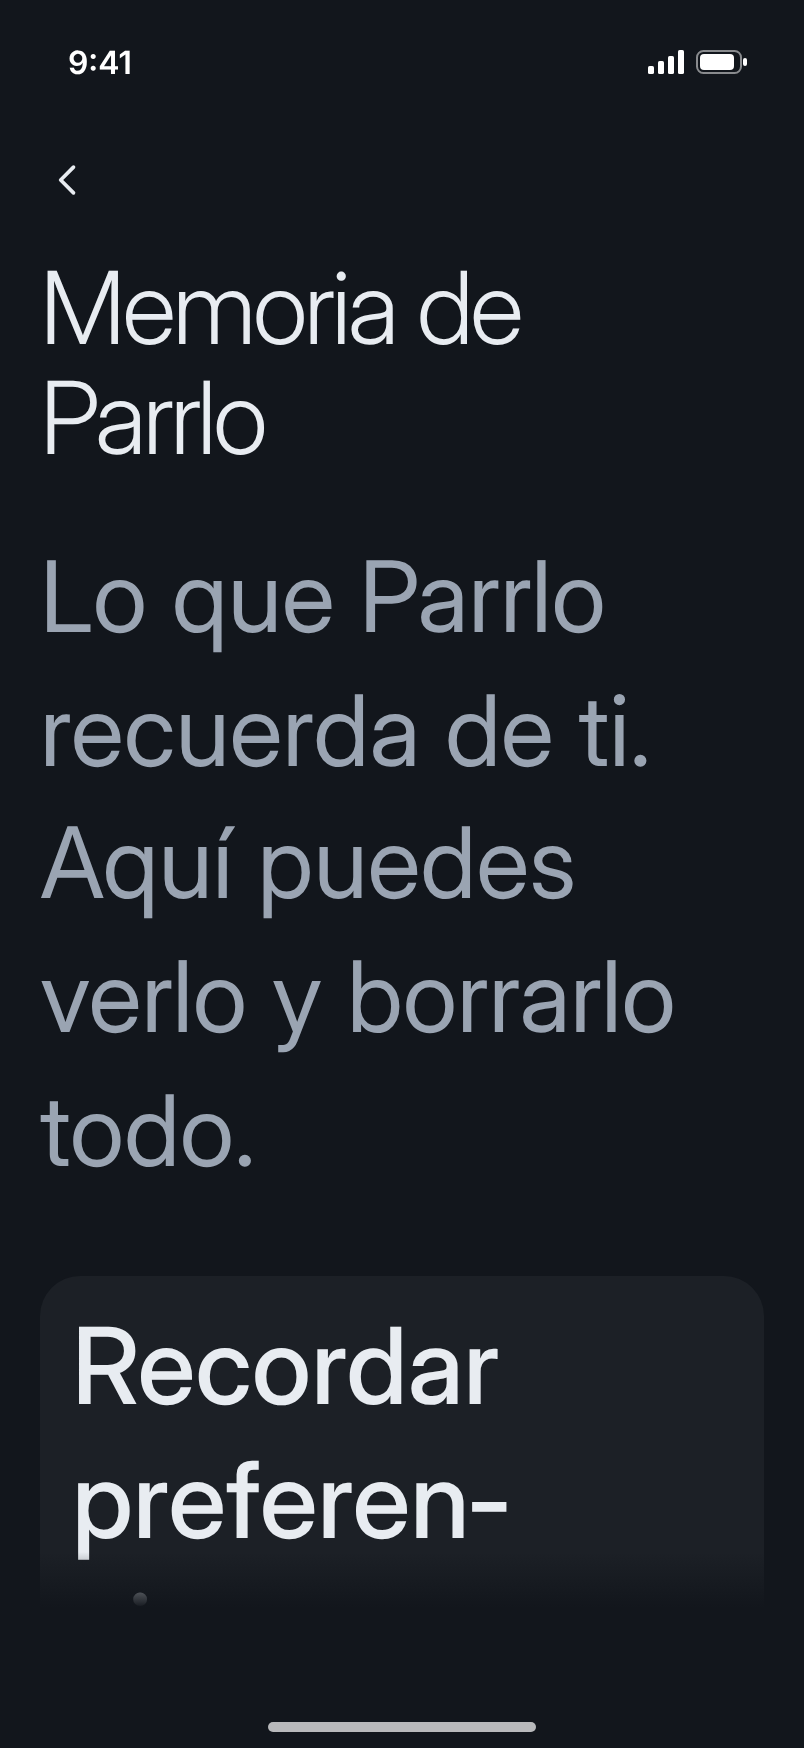 9:41
Memoria de
Parrlo
Lo que Parrlo
recuerda de ti.
Aquí puedes
verlo y borrarlo
todo.
Recordar
preferen-